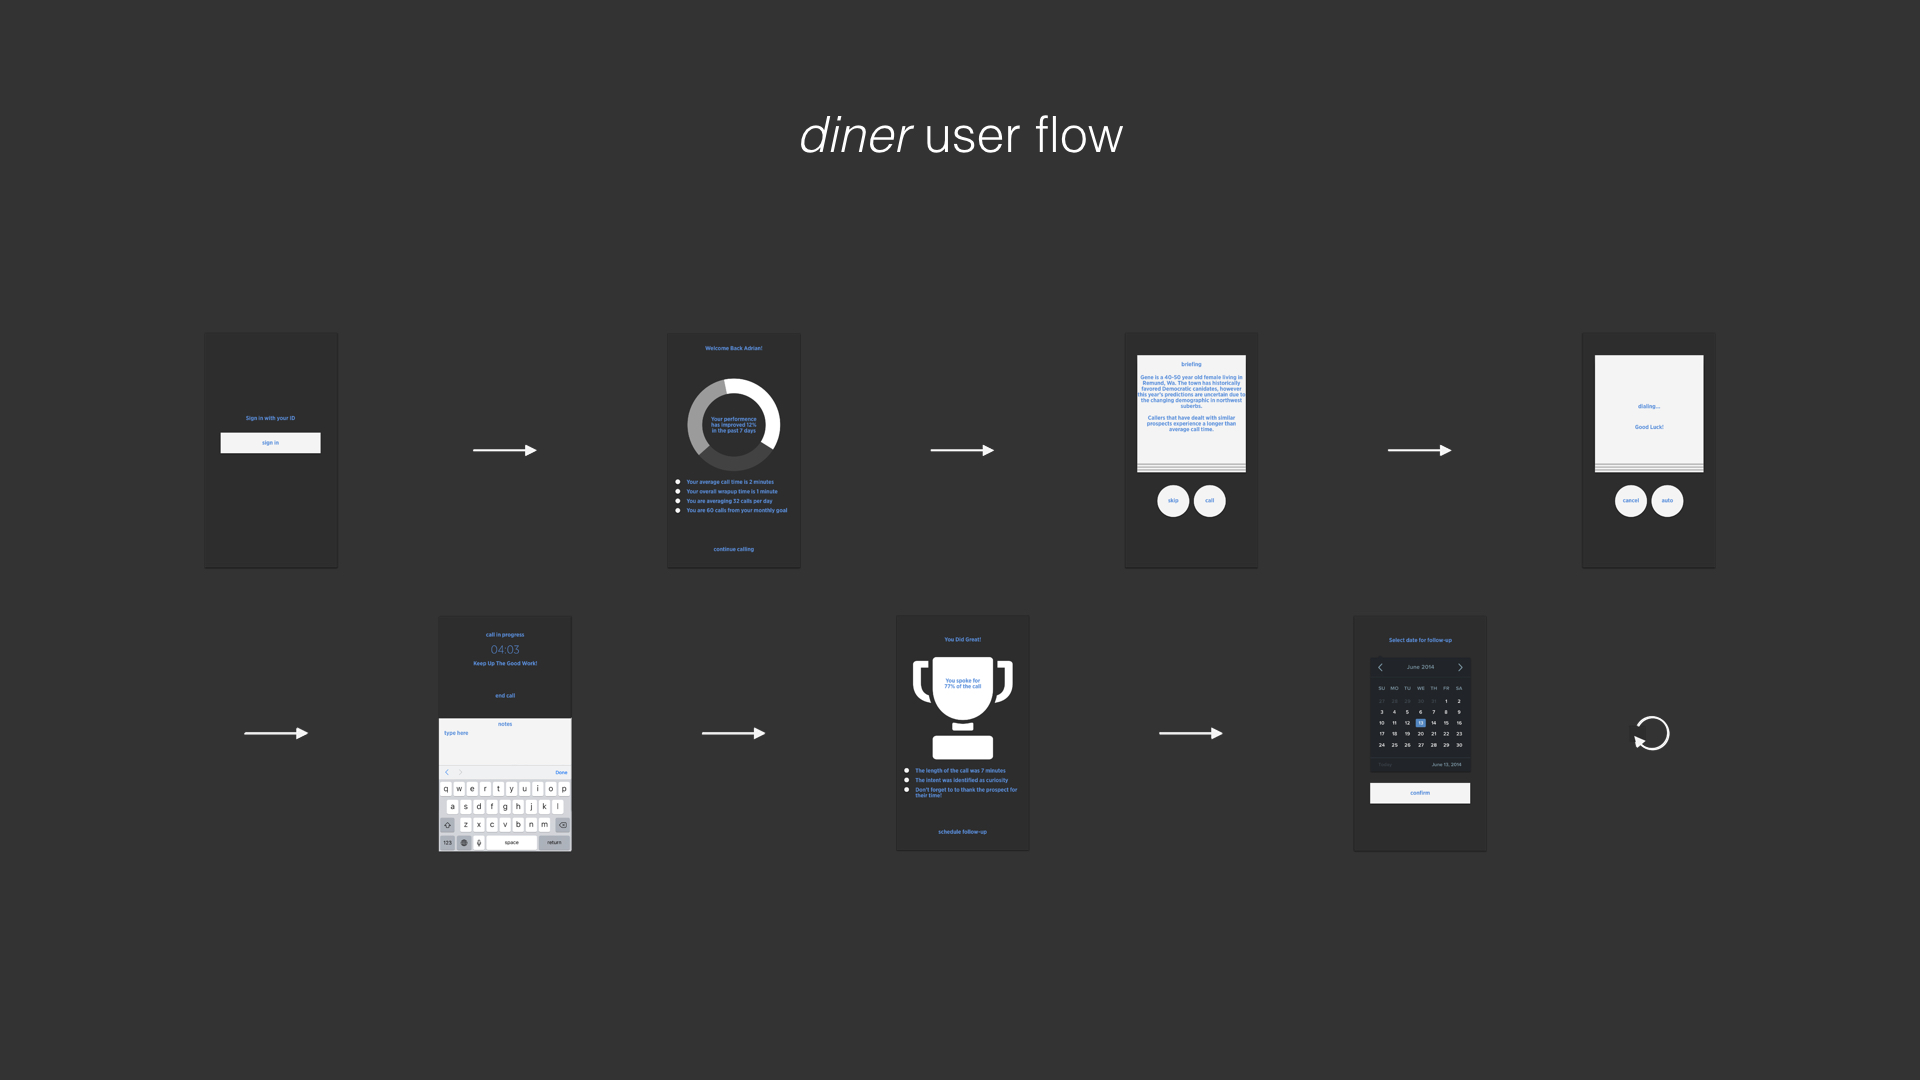 diner user flow
Sign in with your ID
sign in
Welcome Back Adrian!
Your performence
has improved 12%
in the past 7 days
Your average call time is 2 minutes
Your overall wrapup time is 1 minute
You are averaging 32 calls per day
You are 60 calls from your monthly goal
continue calling
briefing
Gene is a 40-50 year old female living in
Remund, Wa. The town has historically
favored Democratic canidates, however
this year's predictions are uncertain due to
the changing demographic in northwest
suberbs.
Callers that have dealt with similar
prospects experience a longer than
average call time.
skip call
dialing...
Good Luck!
cancel auto
call in progress
04:03
Keep Up The Good Work!
end call
notes
type here
Done
q w e r t y u i o p
a s d f g h j k l
z x c v b n m
123 space return
You Did Great!
You spoke for
77% of the call
The length of the call was 7 minutes
The intent was identified as curiosity
Don't forget to to thank the prospect for
their time!
schedule follow-up
Select date for follow-up
June 2014
SU MO TU WE TH FR SA
27 28 29 30 31 1 2
3 4 5 6 7 8 9
10 11 12 13 14 15 16
17 18 19 20 21 22 23
24 25 26 27 28 29 30
June 13, 2014
confirm